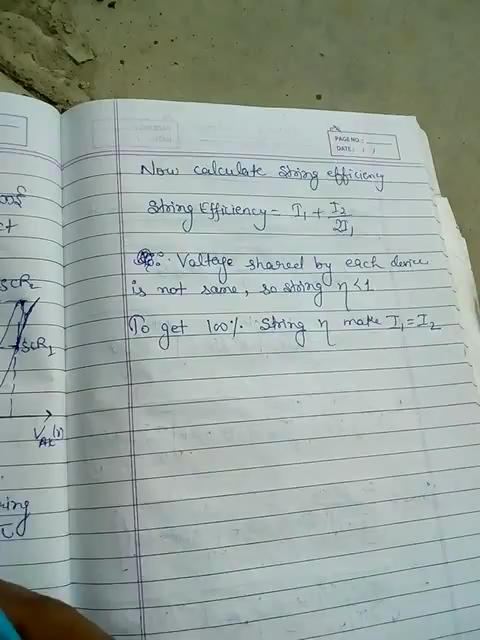 PAGE NO.:
DATE: / /
Now calculate string efficiency
String Efficiency = I₁ + I₂
2I₁
∵ Voltage shared by each device
is not same, so string η < 1
To get 100% string η make I₁ = I₂
SCR₂
SCR₁